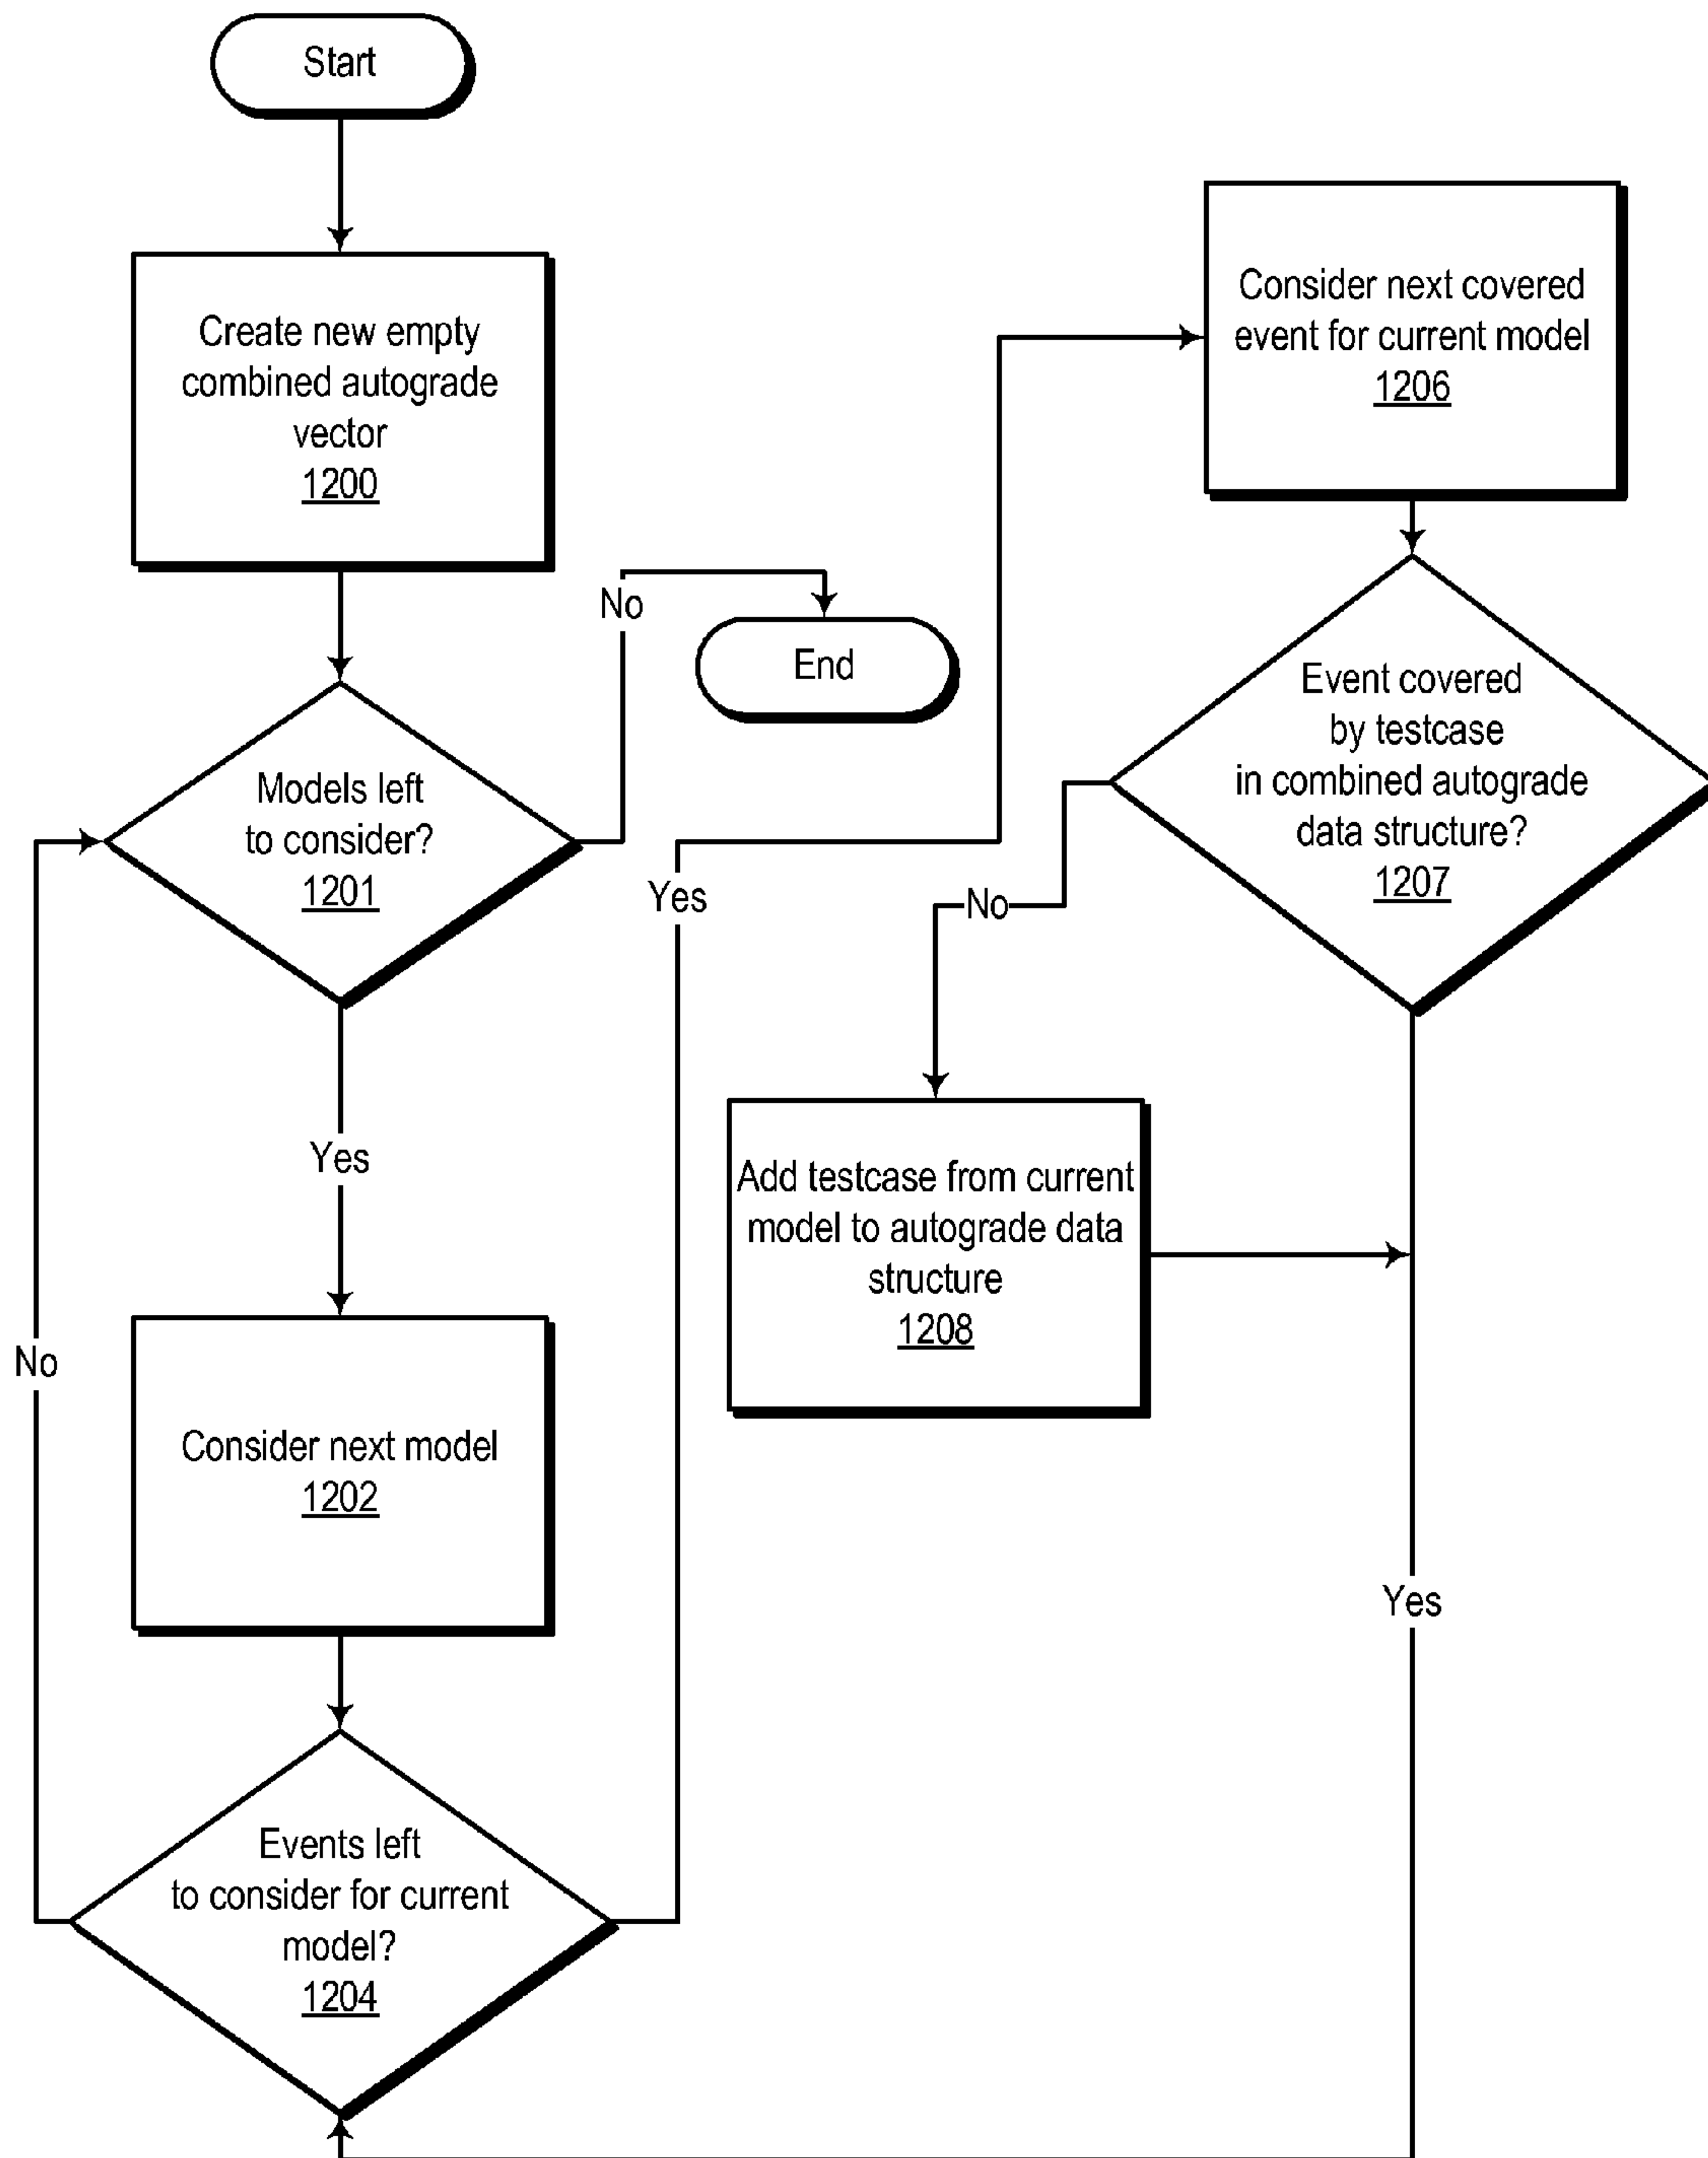 Start
Create new empty
combined autograde
vector
1200
Models left
to consider?
1201
No
End
Yes
Consider next model
1202
Events left
to consider for current
model?
1204
No
Yes
Consider next covered
event for current model
1206
Event covered
by testcase
in combined autograde
data structure?
1207
No
Add testcase from current
model to autograde data
structure
1208
Yes